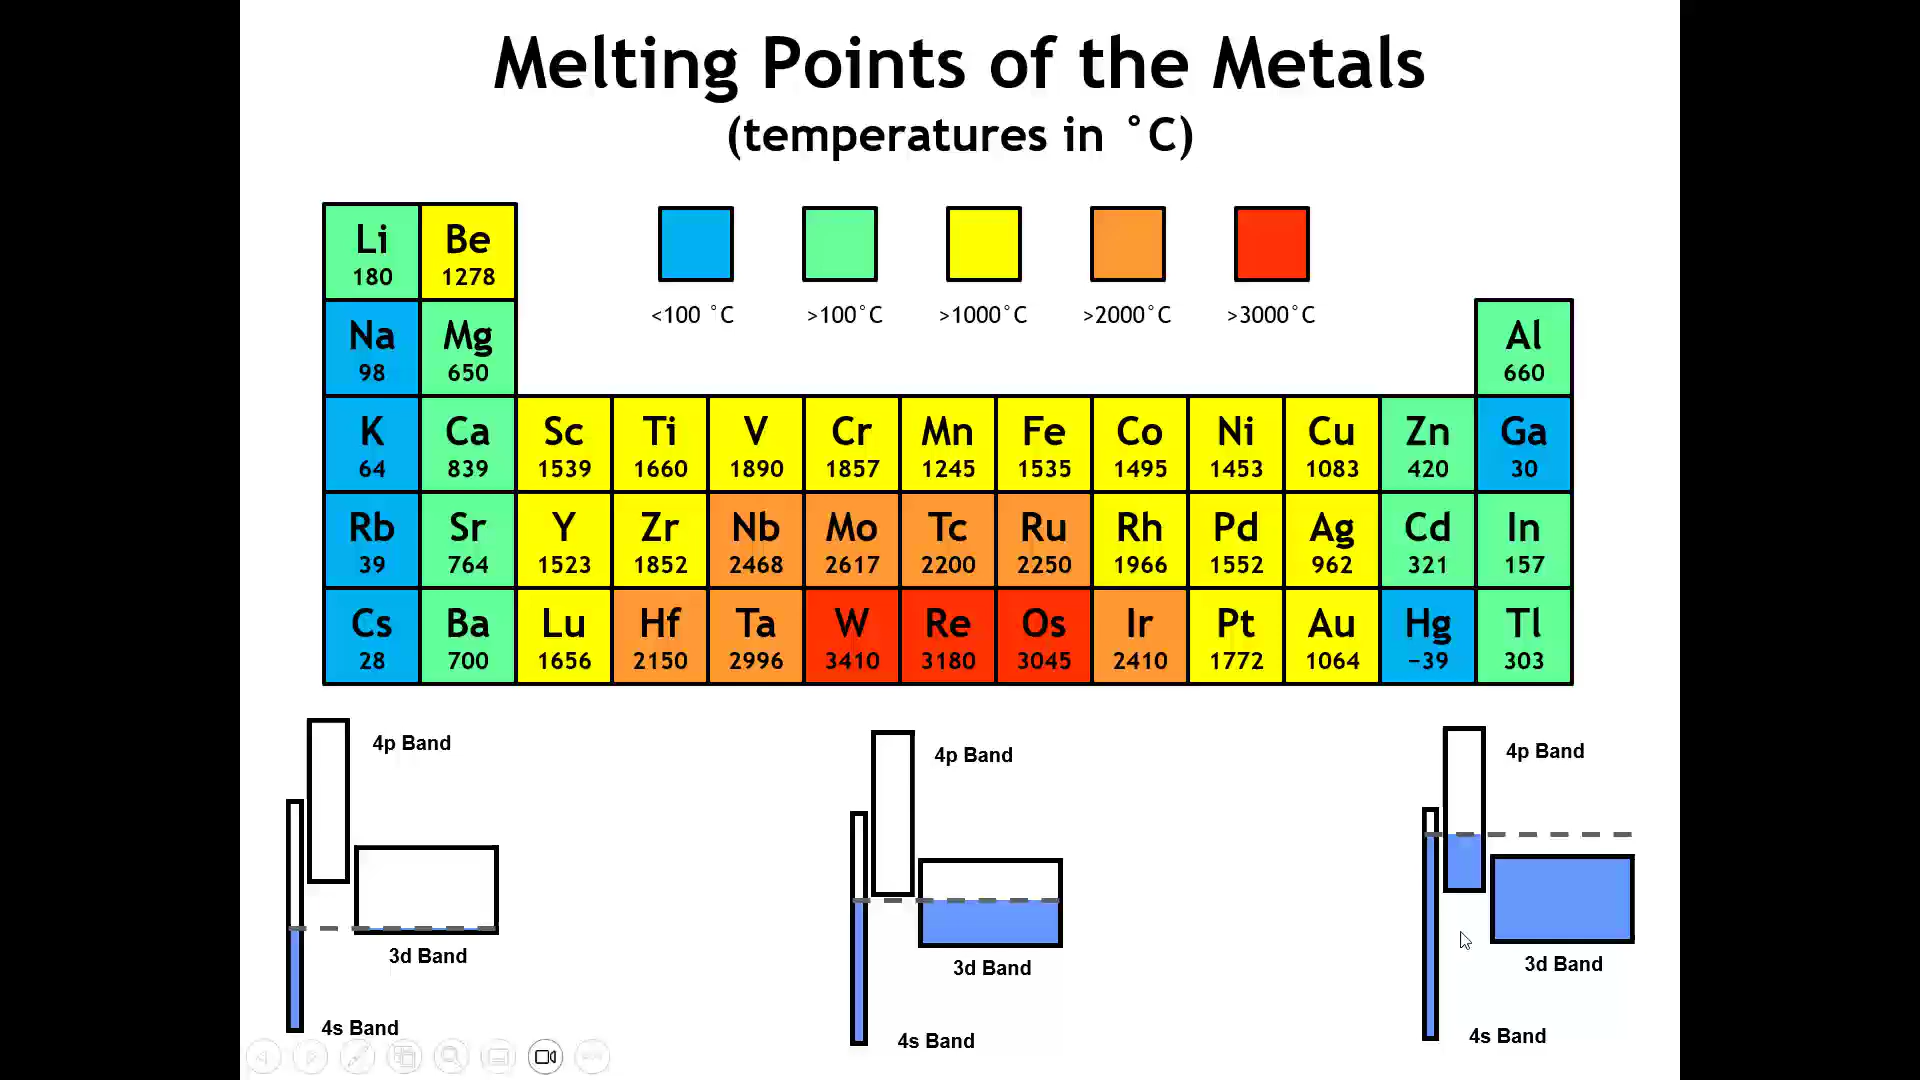 Melting Points of the Metals
(temperatures in °C)
<100 °C >100°C >1000°C >2000°C >3000°C
Li Be
180 1278
Na Mg Al
98 650 660
K Ca Sc Ti V Cr Mn Fe Co Ni Cu Zn Ga
64 839 1539 1660 1890 1857 1245 1535 1495 1453 1083 420 30
Rb Sr Y Zr Nb Mo Tc Ru Rh Pd Ag Cd In
39 764 1523 1852 2468 2617 2200 2250 1966 1552 962 321 157
Cs Ba Lu Hf Ta W Re Os Ir Pt Au Hg Tl
28 700 1656 2150 2996 3410 3180 3045 2410 1772 1064 −39 303
4p Band
3d Band
4s Band
4p Band
3d Band
4s Band
4p Band
3d Band
4s Band